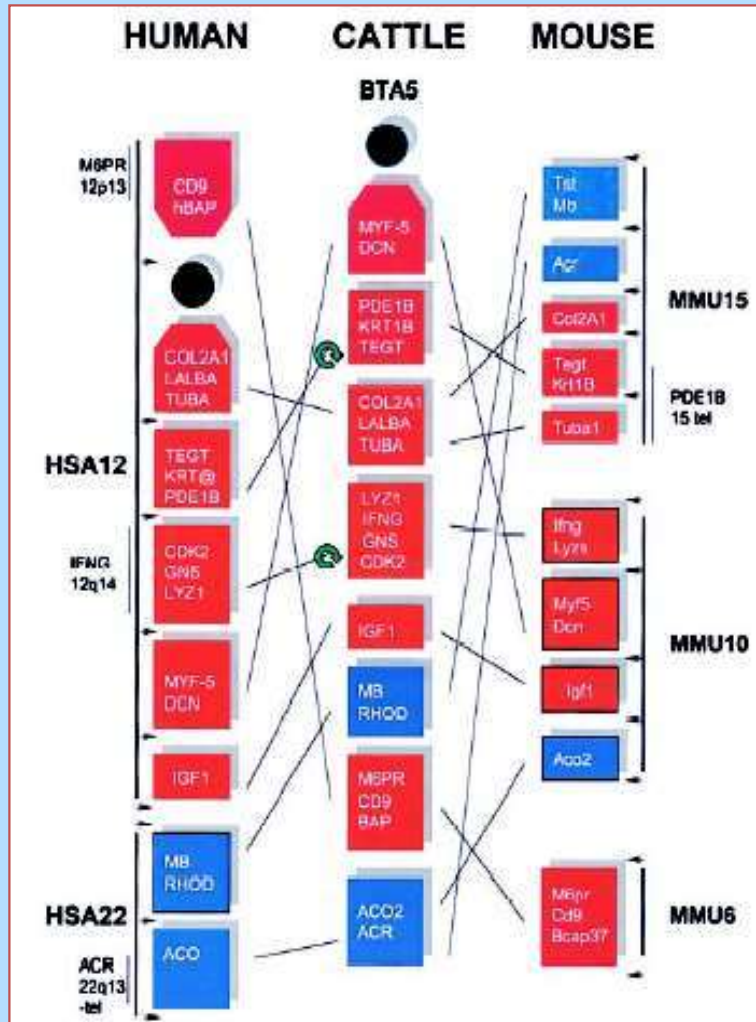 HUMAN CATTLE MOUSE
BTA5
M6PR
12p13
CD9
hBAP
COL2A1
LALBA
TUBA
HSA12
TEGT
KRT@
PDE1B
IFNG
12q14
CDK2
GNS
LYZ1
MYF-5
DCN
IGF1
MB
RHOD
HSA22
ACR
22q13
-tel
ACO
MYF-5
DCN
PDE1B
KRT1B
TEGT
COL2A1
LALBA
TUBA
LYZ1
IFNG
GNS
CDK2
IGF1
MB
RHOD
M6PR
CD9
BAP
ACO2
ACR
Tst
Mb
Acr
Col2A1
Tegt
Krt1B
Tuba1
MMU15
PDE1B
15 tel
Ifng
Lyzs
Myf5
Dcn
Igf1
Aco2
MMU10
M6pr
Cd9
Bcap37
MMU6